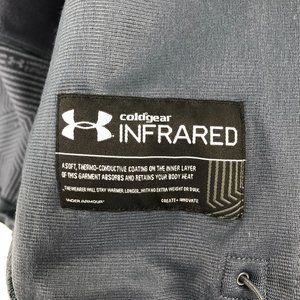 coldgear
INFRARED
A SOFT, THERMO-CONDUCTIVE COATING ON THE INNER LAYER
OF THIS GARMENT ABSORBS AND RETAINS YOUR BODY HEAT
...THE WEARER WILL STAY WARMER, LONGER, WITH NO EXTRA WEIGHT OR BULK.
UNDER ARMOUR
CREATE + INNOVATE